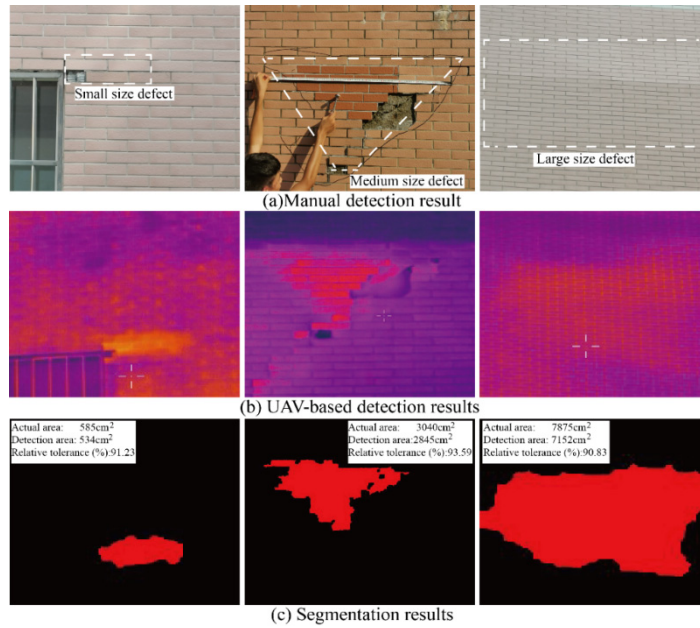 Small size defect
Medium size defect
Large size defect
(a)Manual detection result
(b) UAV-based detection results
Actual area: 585cm²
Detection area: 534cm²
Relative tolerance (%):91.23
Actual area: 3040cm²
Detection area:2845cm²
Relative tolerance (%):93.59
Actual area: 7875cm²
Detection area: 7152cm²
Relative tolerance (%):90.83
(c) Segmentation results